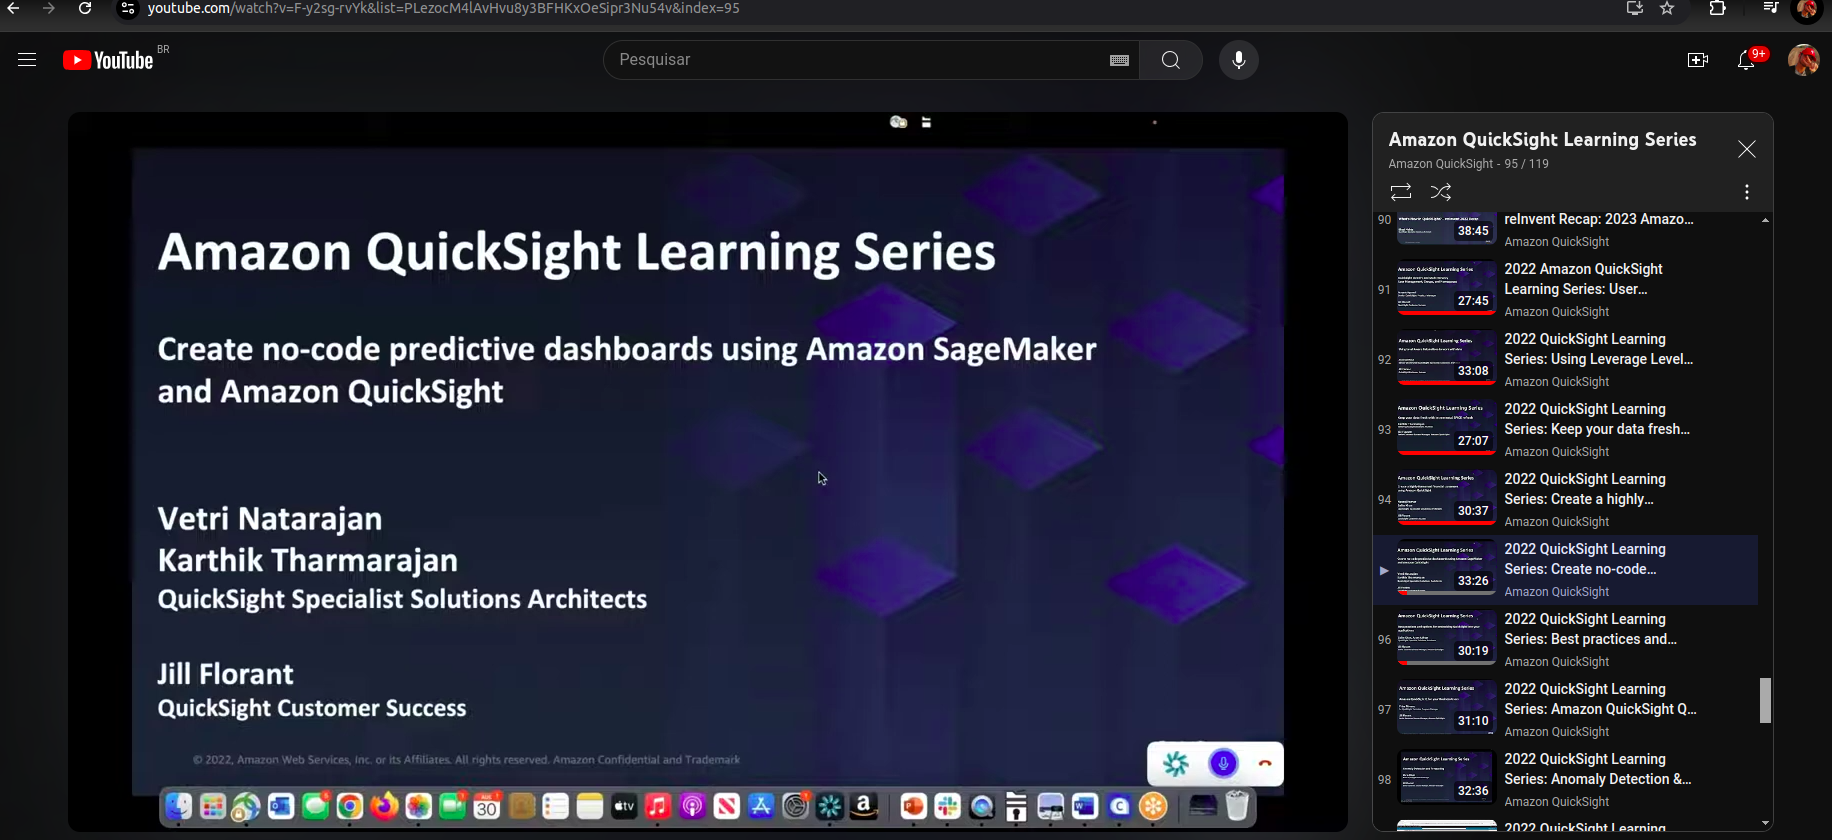 youtube.com/watch?v=F-y2sg-rvYk&list=PLezocM4lAvHvu8y3BFHKxOeSipr3Nu54v&index=95
YouTube BR
Pesquisar
9+
Amazon QuickSight Learning Series
Create no-code predictive dashboards using Amazon SageMaker
and Amazon QuickSight
Vetri Natarajan
Karthik Tharmarajan
QuickSight Specialist Solutions Architects
Jill Florant
QuickSight Customer Success
© 2022, Amazon Web Services, Inc. or its Affiliates. All rights reserved. Amazon Confidential and Trademark
30
tv
Amazon QuickSight Learning Series
Amazon QuickSight - 95 / 119
90
38:45
reInvent Recap: 2023 Amazo...
Amazon QuickSight
91
27:45
2022 Amazon QuickSight
Learning Series: User...
Amazon QuickSight
92
33:08
2022 QuickSight Learning
Series: Using Leverage Level...
Amazon QuickSight
93
27:07
2022 QuickSight Learning
Series: Keep your data fresh...
Amazon QuickSight
94
30:37
2022 QuickSight Learning
Series: Create a highly...
Amazon QuickSight
33:26
2022 QuickSight Learning
Series: Create no-code...
Amazon QuickSight
96
30:19
2022 QuickSight Learning
Series: Best practices and...
Amazon QuickSight
97
31:10
2022 QuickSight Learning
Series: Amazon QuickSight Q...
Amazon QuickSight
98
32:36
2022 QuickSight Learning
Series: Anomaly Detection &...
Amazon QuickSight
2022 QuickSight Learning